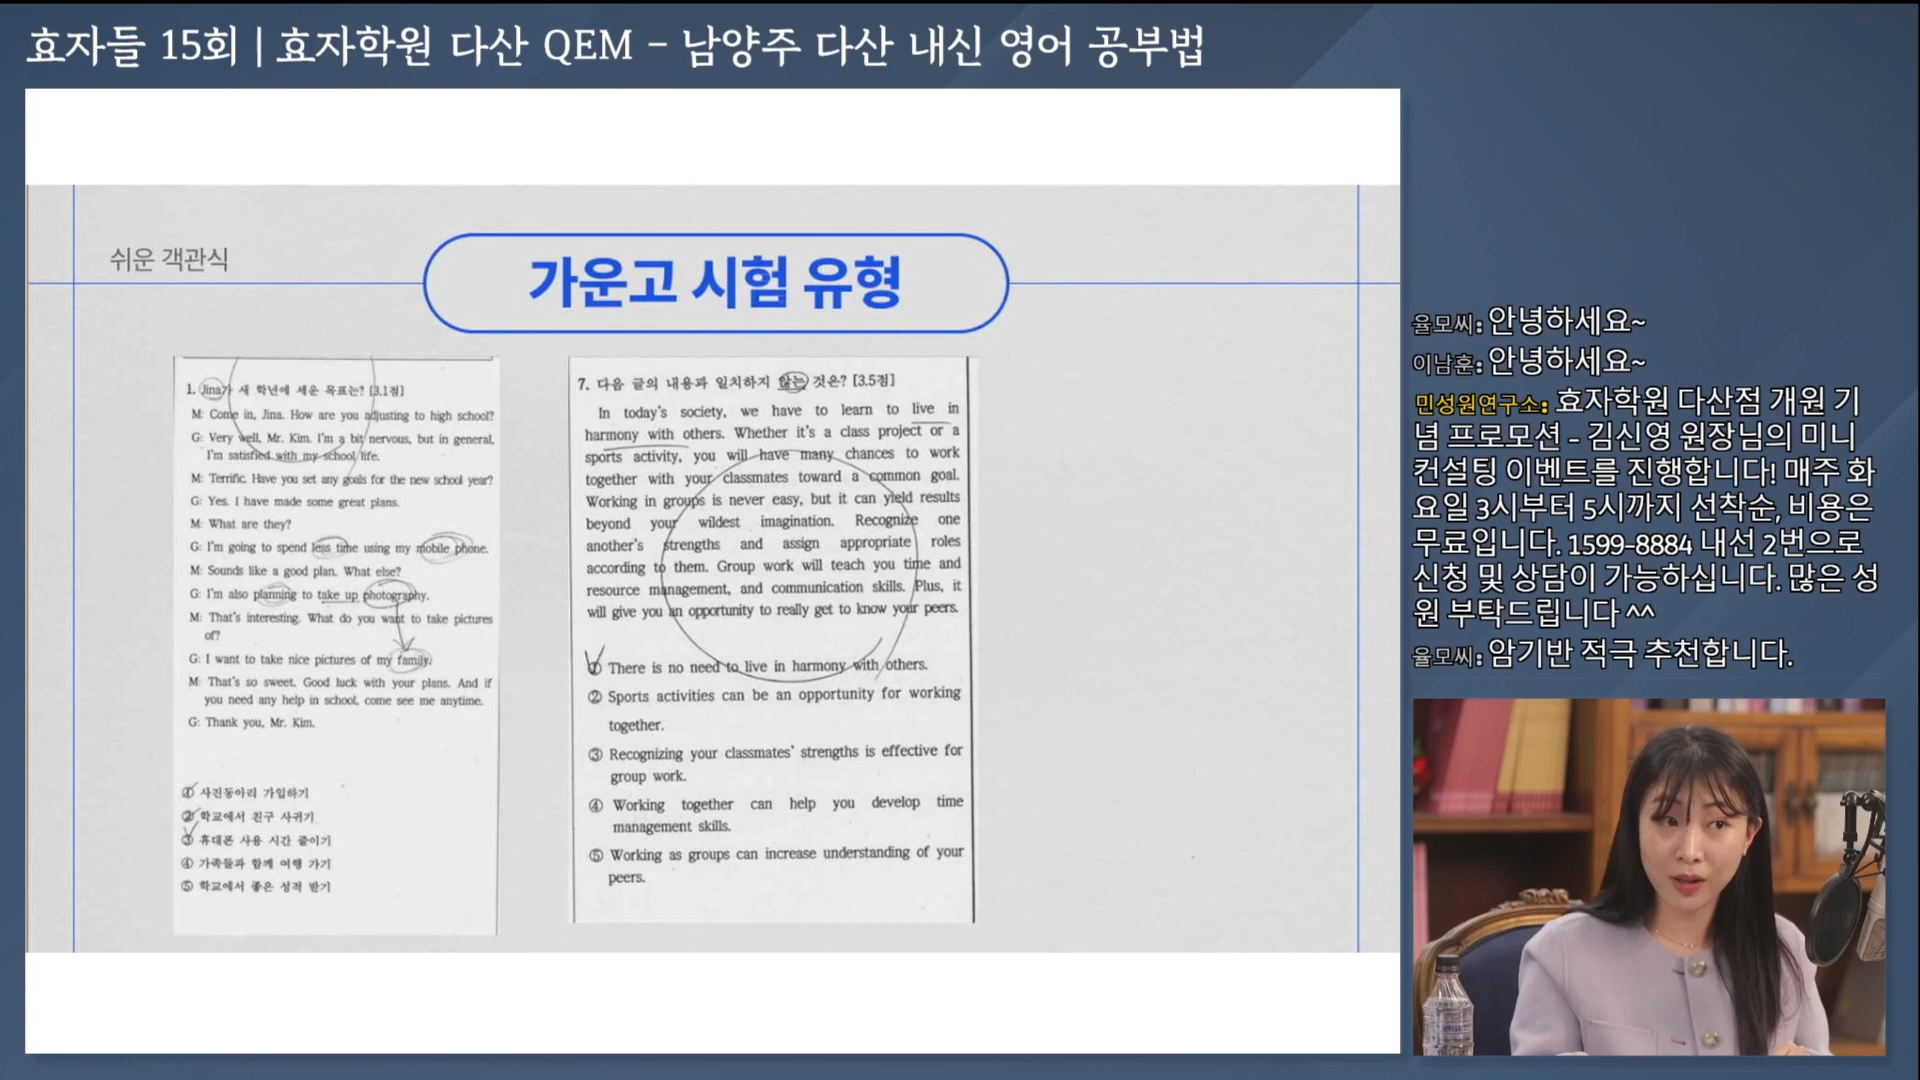 효자들 15회 | 효자학원 다산 QEM – 남양주 다산 내신 영어 공부법
쉬운 객관식
가운고 시험 유형
1. Jina가 새 학년에 세운 목표는? [3.1점]
M: Come in, Jina. How are you adjusting to high school?
G: Very well, Mr. Kim. I'm a bit nervous, but in general,
I'm satisfied with my school life.
M: Terrific. Have you set any goals for the new school year?
G: Yes. I have made some great plans.
M: What are they?
G: I'm going to spend less time using my mobile phone.
M: Sounds like a good plan. What else?
G: I'm also planning to take up photography.
M: That's interesting. What do you want to take pictures
of?
G: I want to take nice pictures of my family.
M: That's so sweet. Good luck with your plans. And if
you need any help in school, come see me anytime.
G: Thank you, Mr. Kim.
① 사진동아리 가입하기
② 학교에서 친구 사귀기
③ 휴대폰 사용 시간 줄이기
④ 가족들과 함께 여행 가기
⑤ 학교에서 좋은 성적 받기
7. 다음 글의 내용과 일치하지 않는 것은? [3.5점]
In today's society, we have to learn to live in
harmony with others. Whether it's a class project or a
sports activity, you will have many chances to work
together with your classmates toward a common goal.
Working in groups is never easy, but it can yield results
beyond your wildest imagination. Recognize one
another's strengths and assign appropriate roles
according to them. Group work will teach you time and
resource management, and communication skills. Plus, it
will give you an opportunity to really get to know your peers.
① There is no need to live in harmony with others.
② Sports activities can be an opportunity for working
together.
③ Recognizing your classmates' strengths is effective for
group work.
④ Working together can help you develop time
management skills.
⑤ Working as groups can increase understanding of your
peers.
율모씨: 안녕하세요~
이남훈: 안녕하세요~
민성원연구소: 효자학원 다산점 개원 기
념 프로모션 - 김신영 원장님의 미니
컨설팅 이벤트를 진행합니다! 매주 화
요일 3시부터 5시까지 선착순, 비용은
무료입니다. 1599-8884 내선 2번으로
신청 및 상담이 가능하십니다. 많은 성
원 부탁드립니다 ^^
율모씨: 암기반 적극 추천합니다.